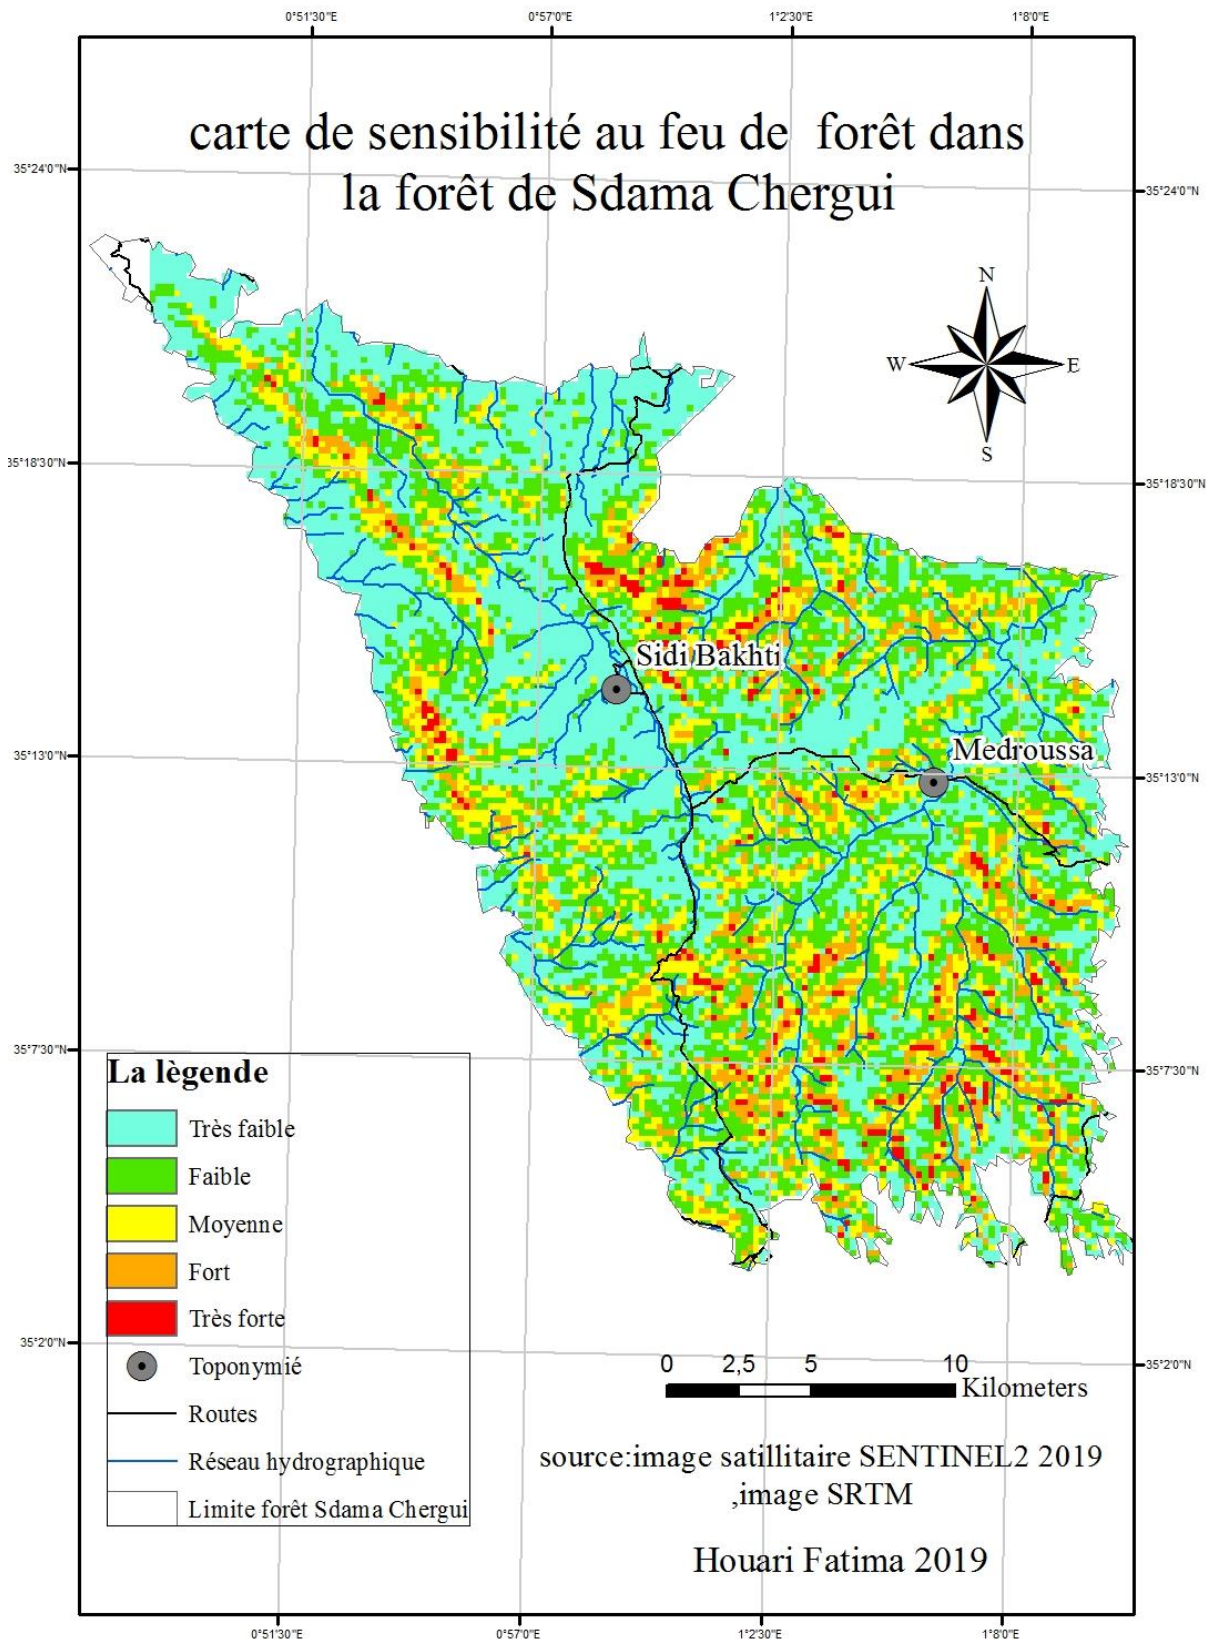 0°51'30"E 0°57'0"E 1°2'30"E 1°8'0"E
carte de sensibilité au feu de forêt dans
la forêt de Sdama Chergui
35°24'0"N 35°24'0"N
N
W E
S
35°18'30"N 35°18'30"N
Sidi Bakhti
Medroussa
35°13'0"N 35°13'0"N
35°7'30"N 35°7'30"N
La lègende
Très faible
Faible
Moyenne
Fort
Très forte
Toponymié
Routes
Réseau hydrographique
Limite forêt Sdama Chergui
35°2'0"N 35°2'0"N
0 2,5 5 10
Kilometers
source:image satillitaire SENTINEL2 2019
,image SRTM
Houari Fatima 2019
0°51'30"E 0°57'0"E 1°2'30"E 1°8'0"E